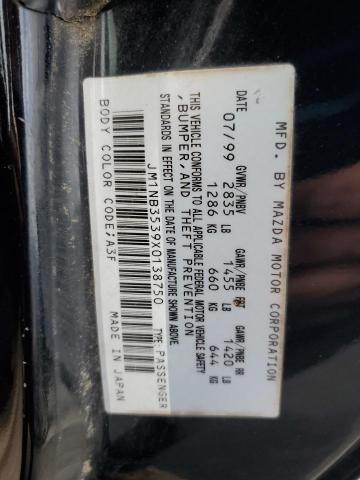 MFD. BY MAZDA MOTOR CORPORATION
DATE GVWR/PNBV GAWR/PNBE FRT GAWR/PNBE RR
07/99 2835 LB 1455 LB 1420 LB
1286 KG 660 KG 644 KG
THIS VEHICLE CONFORMS TO ALL APPLICABLE FEDERAL MOTOR VEHICLE SAFETY
,BUMPER, AND THEFT PREVENTION
STANDARDS IN EFFECT ON THE DATE OF MANUFACTURE SHOWN ABOVE.
JM1NB3539X0138750 TYPE:PASSENGER
BODY COLOR CODE:A3F MADE IN JAPAN